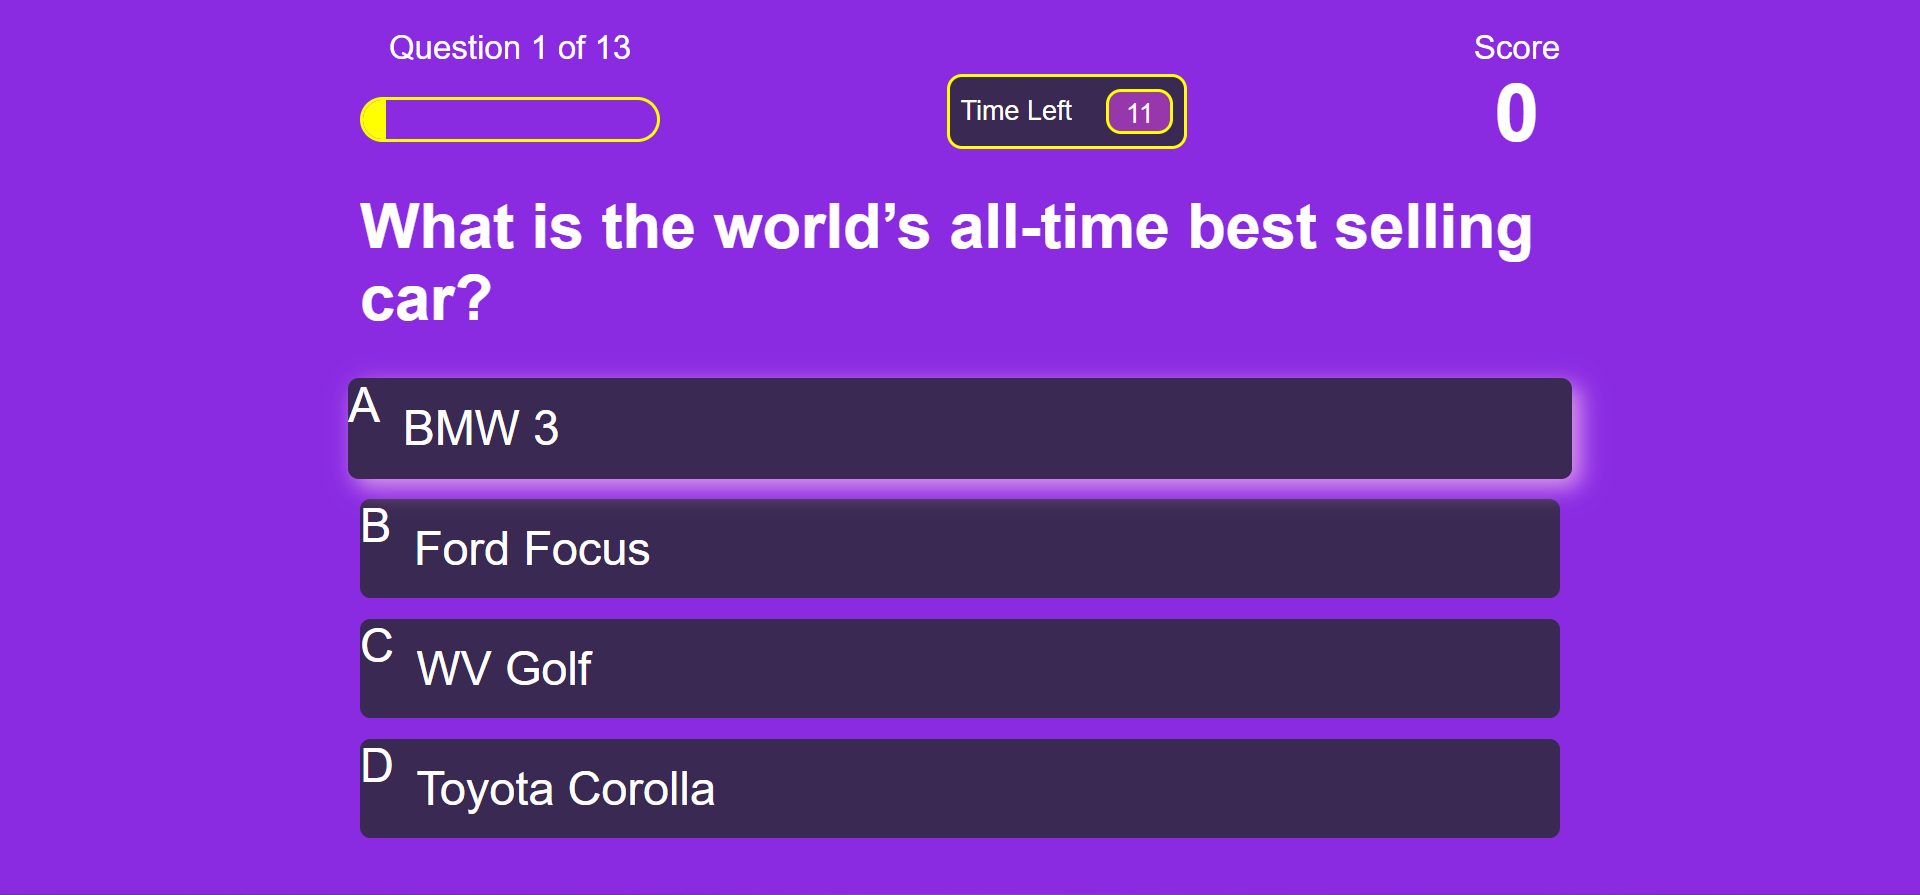 Question 1 of 13
Time Left 11
Score
0
What is the world’s all-time best selling
car?
A BMW 3
B Ford Focus
C WV Golf
D Toyota Corolla